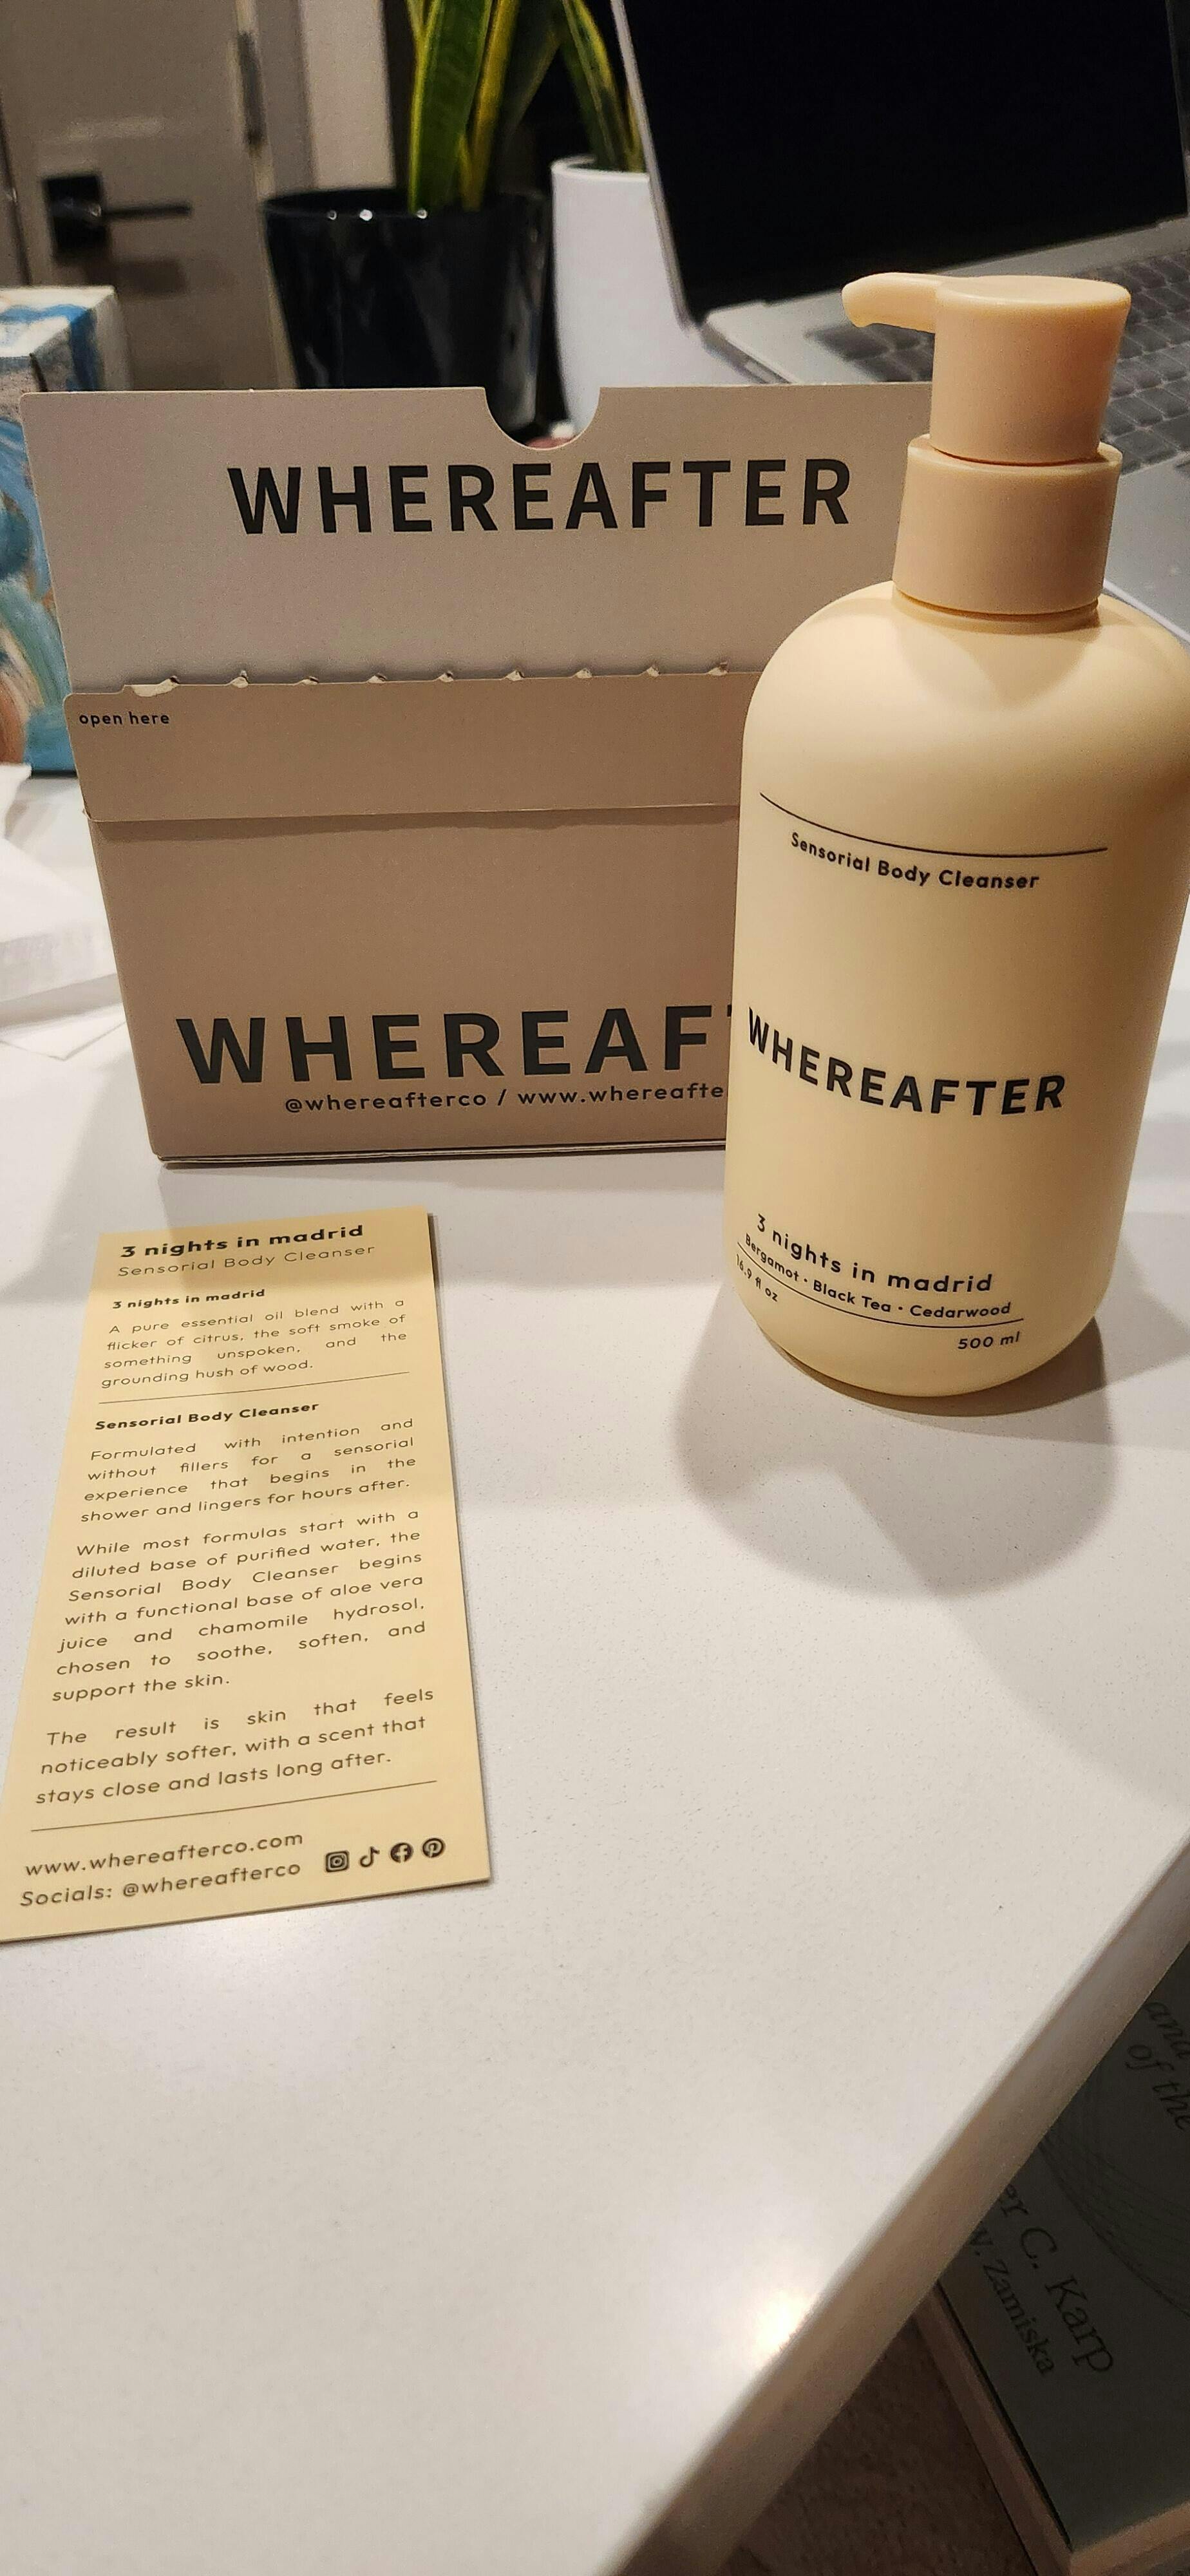 WHEREAFTER
open here
WHEREAF
@whereafterco / www.whereafte
Sensorial Body Cleanser
WHEREAFTER
3 nights in madrid
Bergamot · Black Tea · Cedarwood
16.9 fl oz
500 ml
3 nights in madrid
Sensorial Body Cleanser
3 nights in madrid
A pure essential oil blend with a
flicker of citrus, the soft smoke of
something unspoken, and the
grounding hush of wood.
Sensorial Body Cleanser
Formulated with intention and
without fillers for a sensorial
experience that begins in the
shower and lingers for hours after.
While most formulas start with a
diluted base of purified water, the
Sensorial Body Cleanser begins
with a functional base of aloe vera
juice and chamomile hydrosol,
chosen to soothe, soften, and
support the skin.
The result is skin that feels
noticeably softer, with a scent that
stays close and lasts long after.
www.whereafterco.com
Socials: @whereafterco
and
of the
er C. Karp
W. Zamiska